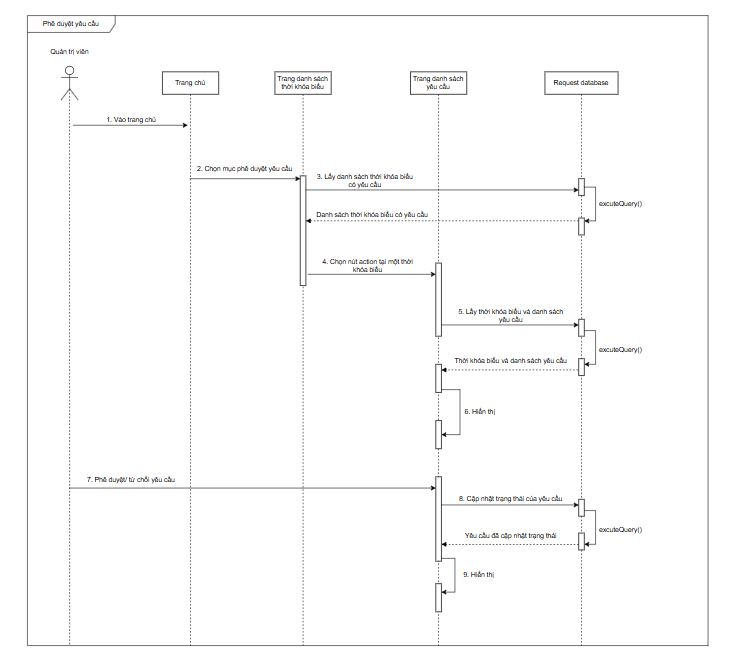 Phê duyệt yêu cầu
Quản trị viên
Trang chủ
Trang danh sách
thời khóa biểu
Trang danh sách
yêu cầu
Request database
1. Vào trang chủ
2. Chọn mục phê duyệt yêu cầu
3. Lấy danh sách thời khóa biểu
có yêu cầu
excuteQuery()
Danh sách thời khóa biểu có yêu cầu
4. Chọn nút action tại một thời
khóa biểu
5. Lấy thời khóa biểu và danh sách
yêu cầu
excuteQuery()
Thời khóa biểu và danh sách yêu cầu
6. Hiển thị
7. Phê duyệt/ từ chối yêu cầu
8. Cập nhật trạng thái của yêu cầu
excuteQuery()
Yêu cầu đã cập nhật trạng thái
9. Hiển thị